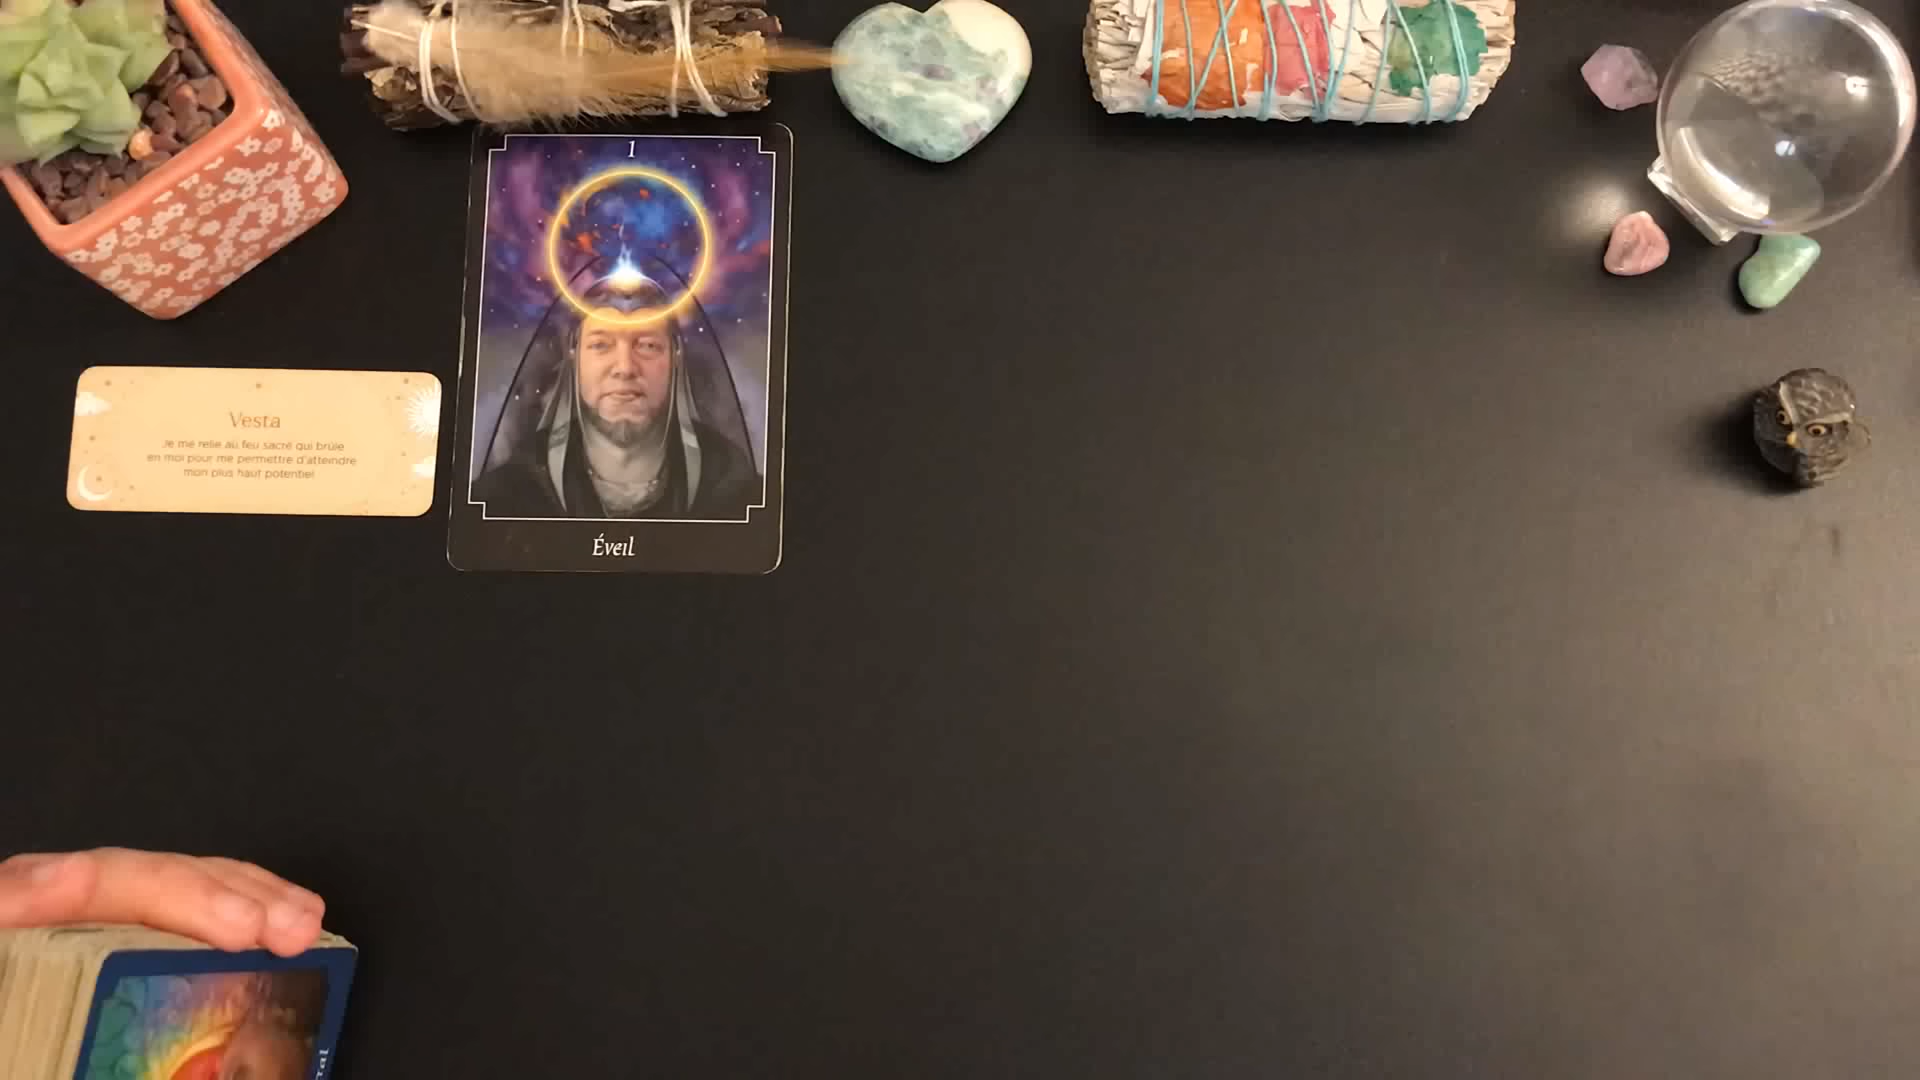 1
Éveil
Vesta
Je me relie au feu sacré qui brûle
en moi pour me permettre d'atteindre
mon plus haut potentiel